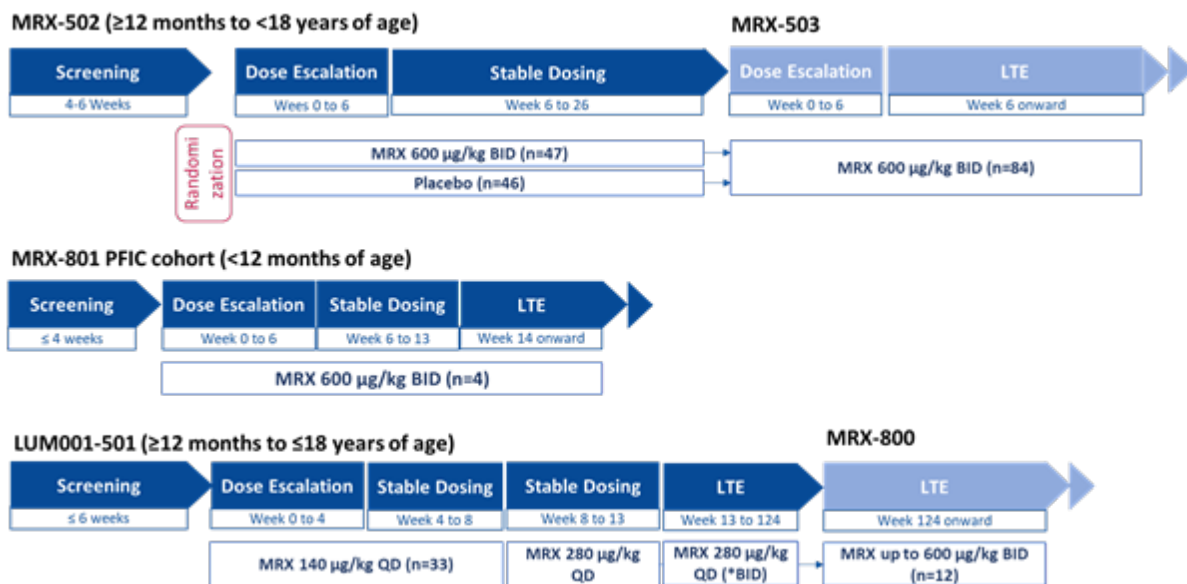 MRX-502 (≥12 months to <18 years of age)
MRX-503
Screening
Dose Escalation
Stable Dosing
Dose Escalation
LTE
4-6 Weeks
Wees 0 to 6
Week 6 to 26
Week 0 to 6
Week 6 onward
Randomi
zation
MRX 600 µg/kg BID (n=47)
Placebo (n=46)
MRX 600 µg/kg BID (n=84)
MRX-801 PFIC cohort (<12 months of age)
Screening
Dose Escalation
Stable Dosing
LTE
≤ 4 weeks
Week 0 to 6
Week 6 to 13
Week 14 onward
MRX 600 µg/kg BID (n=4)
LUM001-501 (≥12 months to ≤18 years of age)
MRX-800
Screening
Dose Escalation
Stable Dosing
Stable Dosing
LTE
LTE
≤ 6 weeks
Week 0 to 4
Week 4 to 8
Week 8 to 13
Week 13 to 124
Week 124 onward
MRX 140 µg/kg QD (n=33)
MRX 280 µg/kg
QD
MRX 280 µg/kg
QD (*BID)
MRX up to 600 µg/kg BID
(n=12)